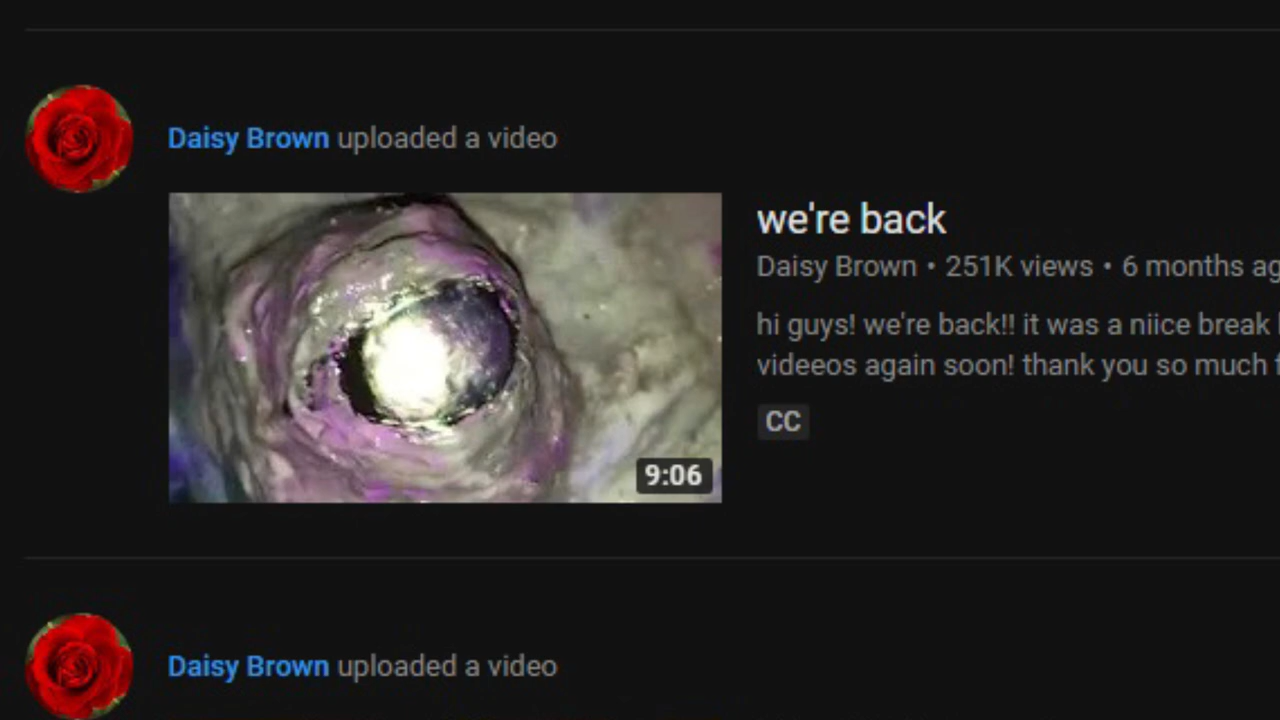 Daisy Brown uploaded a video
we're back
Daisy Brown • 251K views • 6 months ag
hi guys! we're back!! it was a niice break
videeos again soon! thank you so much f
CC
9:06
Daisy Brown uploaded a video